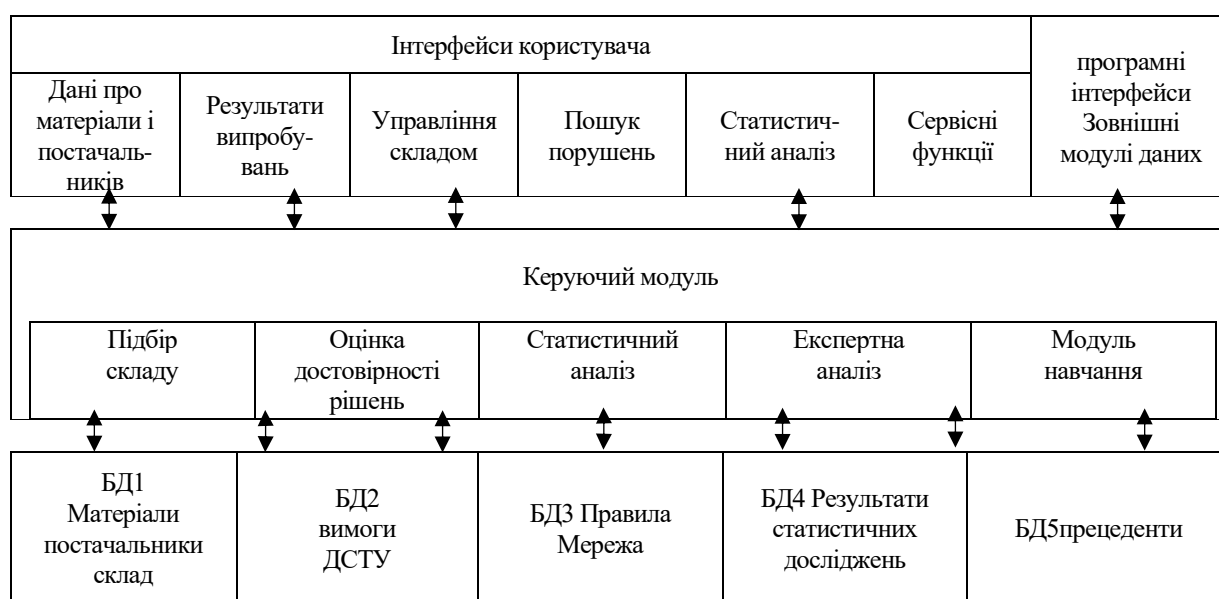 Інтерфейси користувача
програмні
інтерфейси
Зовнішні
модулі даних
Дані про
матеріали і
постачаль-
ників
Результати
випробу-
вань
Управління
складом
Пошук
порушень
Статистич-
ний аналіз
Сервісні
функції
Керуючий модуль
Підбір
складу
Оцінка
достовірності
рішень
Статистичний
аналіз
Експертна
аналіз
Модуль
навчання
БД1
Матеріали
постачальники
склад
БД2
вимоги
ДСТУ
БД3 Правила
Мережа
БД4 Результати
статистичних
досліджень
БД5прецеденти